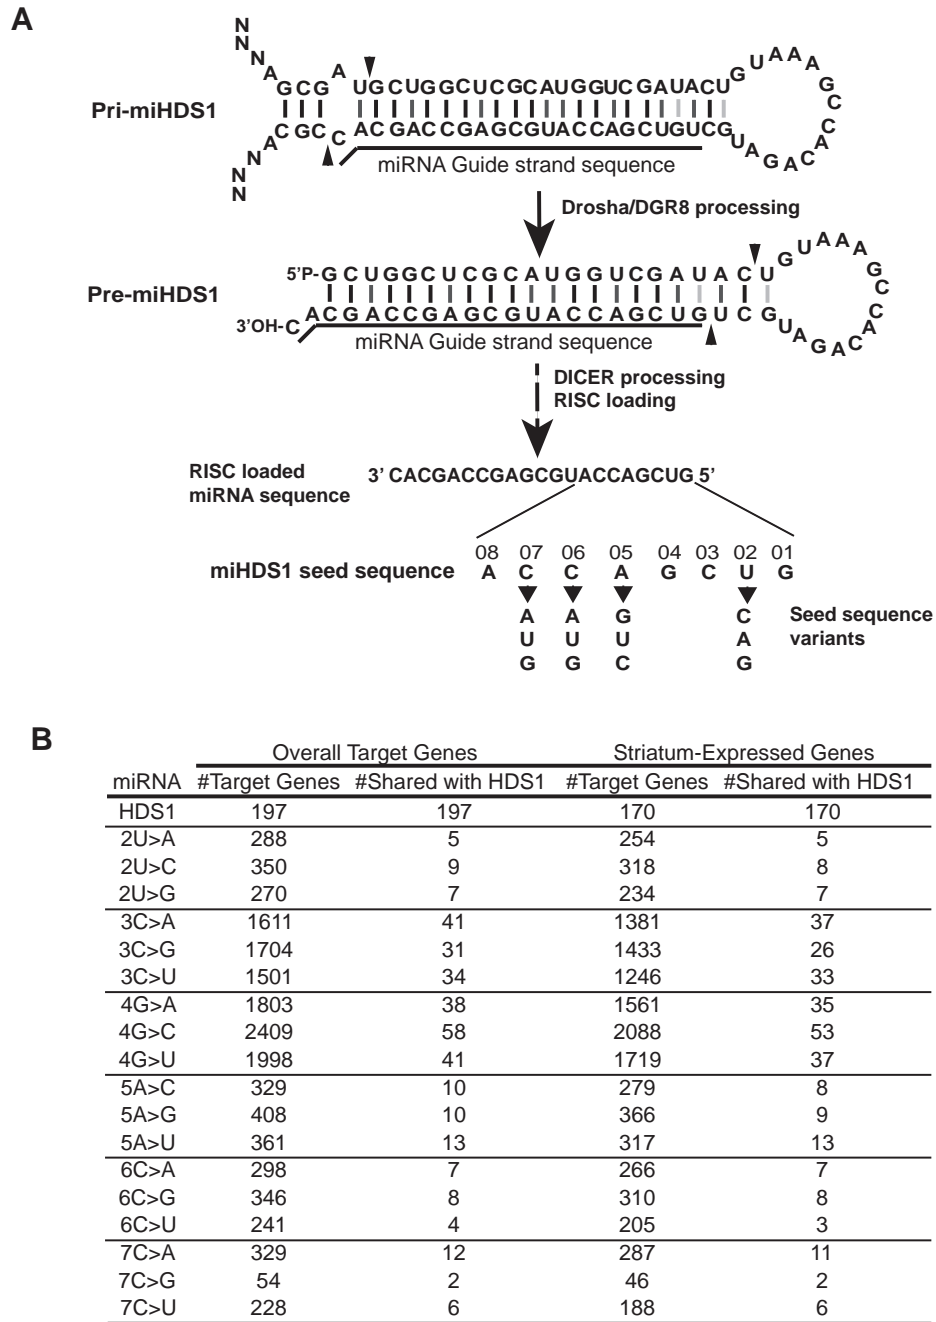 A
N
N
N
A
G C G A U G C U G G C U C G C A U G G U C G A U A C U G U A A A G C C A C A G A U
Pri-miHDS1
G C U G U C G A C C A U G C G A G C C A G C A C C G C A
N
N
N
miRNA Guide strand sequence
Drosha/DGR8 processing
5'P-G C U G G C U C G C A U G G U C G A U A C U G U A A A G C C A C A G A U
Pre-miHDS1
3'OH-C A C G A C C G A G C G U A C C A G C U G U C G
miRNA Guide strand sequence
DICER processing
RISC loading
RISC loaded
miRNA sequence
3' CACGACCGAGCGUACCAGCUG 5'
08 07 06 05 04 03 02 01
miHDS1 seed sequence A C C A G C U G
A A G C
U U U A
G G C G
Seed sequence
variants
B
Overall Target Genes Striatum-Expressed Genes
miRNA #Target Genes #Shared with HDS1 #Target Genes #Shared with HDS1
HDS1 197 197 170 170
2U>A 288 5 254 5
2U>C 350 9 318 8
2U>G 270 7 234 7
3C>A 1611 41 1381 37
3C>G 1704 31 1433 26
3C>U 1501 34 1246 33
4G>A 1803 38 1561 35
4G>C 2409 58 2088 53
4G>U 1998 41 1719 37
5A>C 329 10 279 8
5A>G 408 10 366 9
5A>U 361 13 317 13
6C>A 298 7 266 7
6C>G 346 8 310 8
6C>U 241 4 205 3
7C>A 329 12 287 11
7C>G 54 2 46 2
7C>U 228 6 188 6